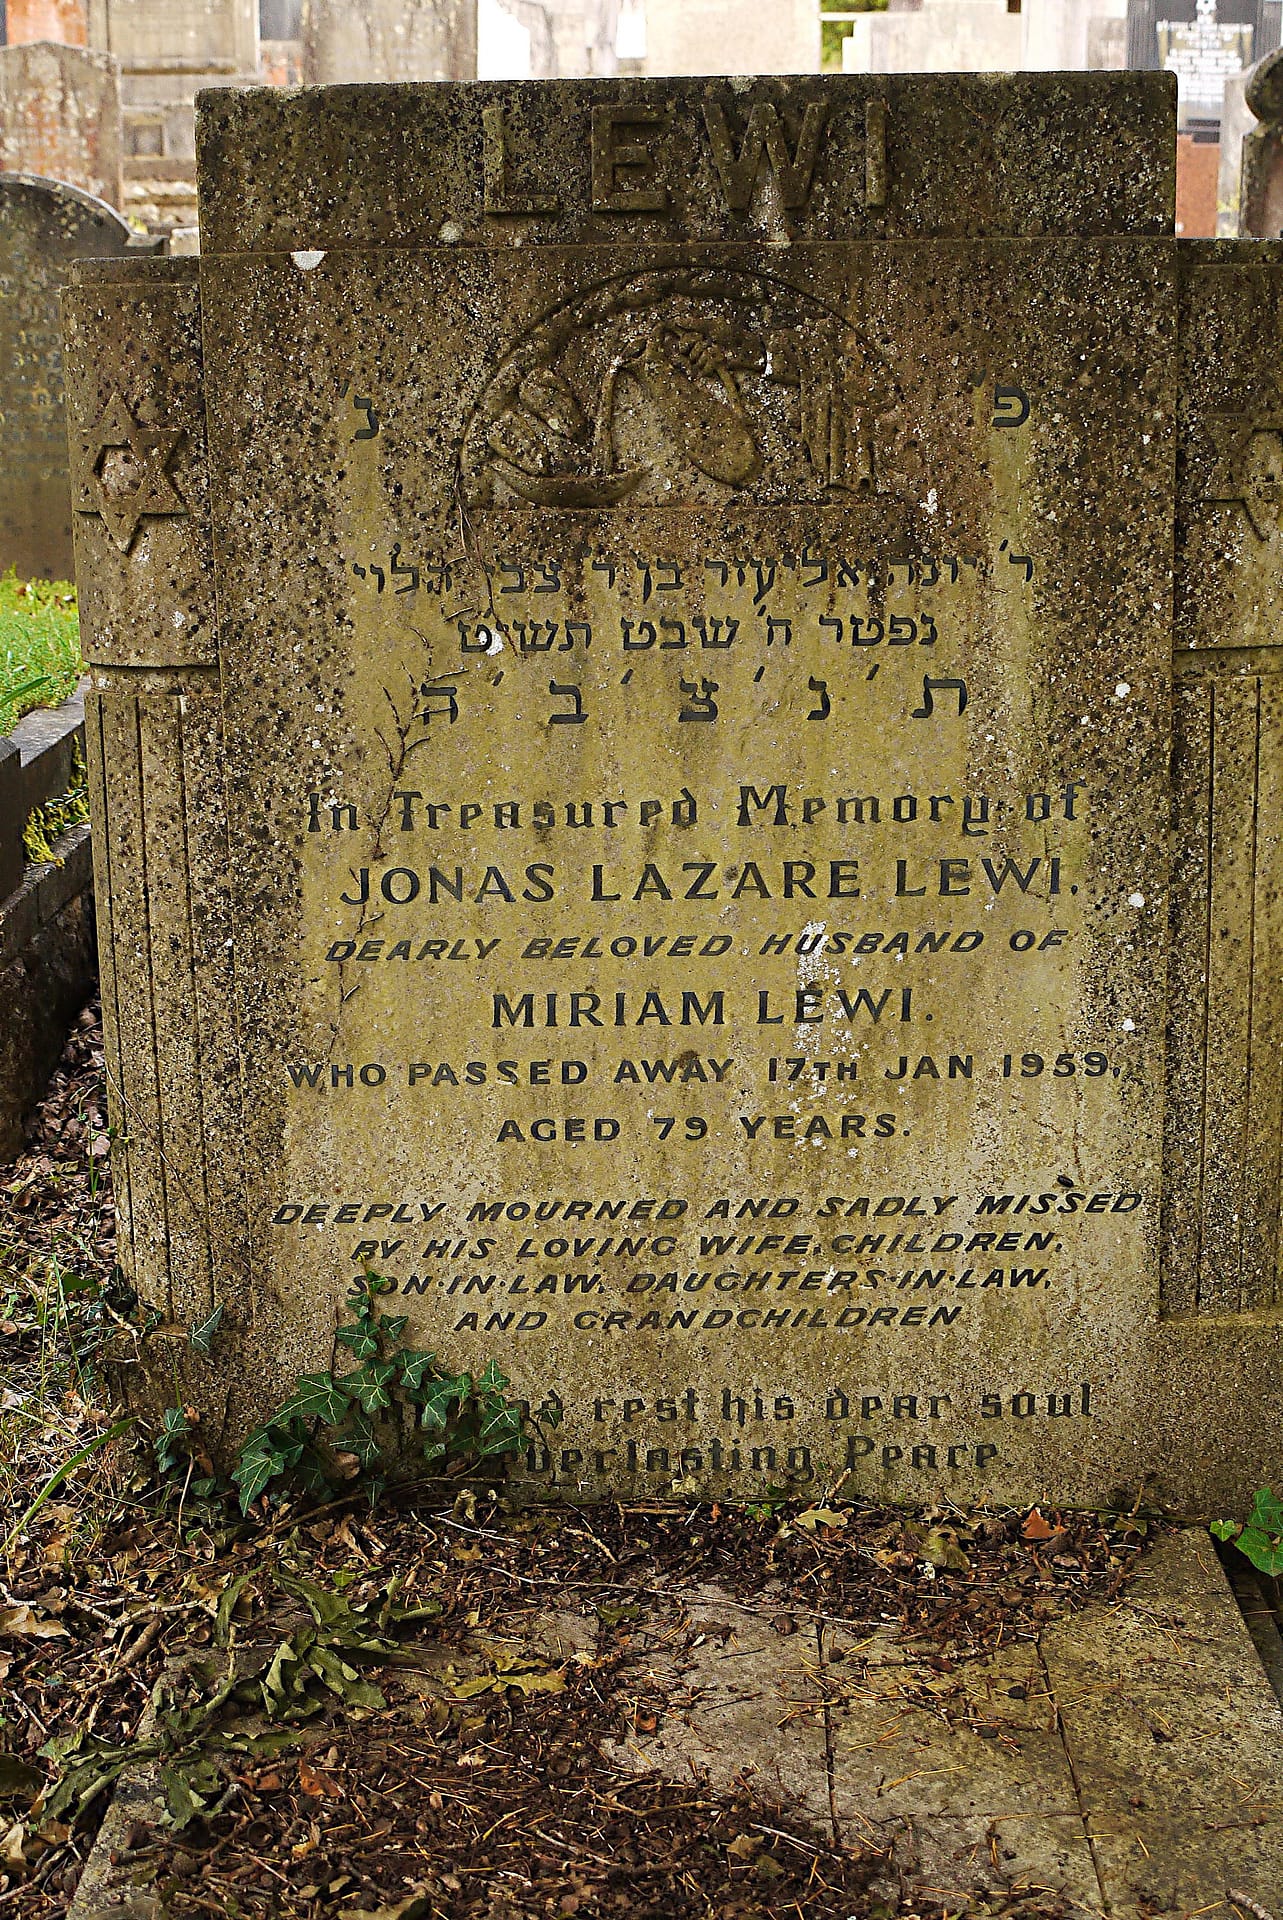 LEWI
פ' נ'
ר' יונה אליעזר בן ר' צבי הלוי
נפטר ח' שבט תשי"ט
ת' נ' צ' ב' ה'
In Treasured Memory of
JONAS LAZARE LEWI.
DEARLY BELOVED HUSBAND OF
MIRIAM LEWI.
WHO PASSED AWAY 17TH JAN 1959,
AGED 79 YEARS.
DEEPLY MOURNED AND SADLY MISSED
BY HIS LOVING WIFE, CHILDREN,
SON-IN-LAW, DAUGHTERS-IN-LAW,
AND GRANDCHILDREN
rest his dear soul
everlasting Peace.